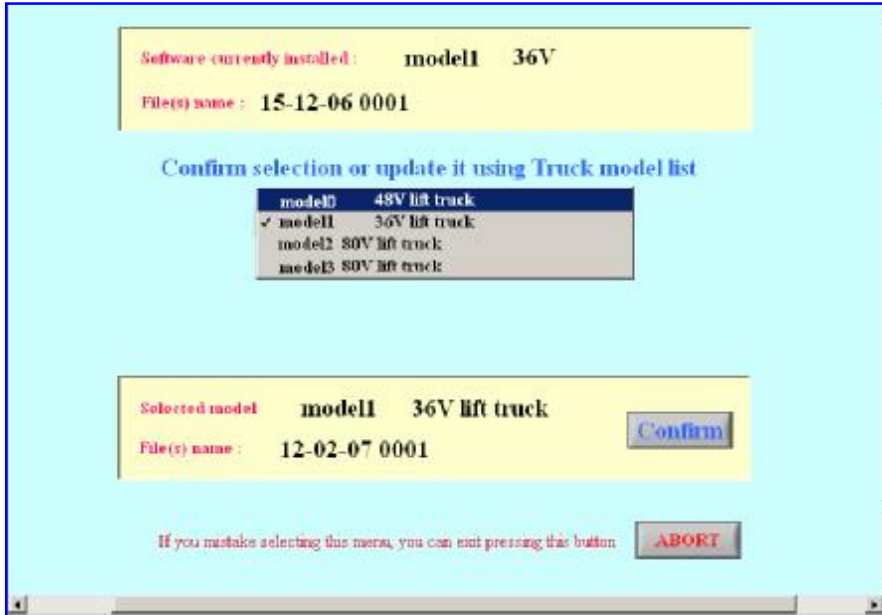 Software currently installed : model1 36V
File(s) name : 15-12-06 0001
Confirm selection or update it using Truck model list
model0 48V lift truck
✓ model1 36V lift truck
model2 80V lift truck
model3 80V lift truck
Selected model model1 36V lift truck
Confirm
File(s) name : 12-02-07 0001
If you mistake selecting this menu, you can exit pressing this button ABORT